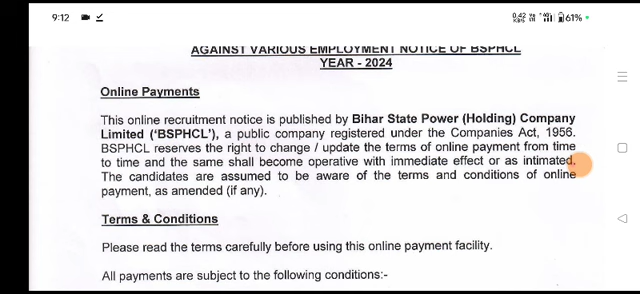 9:12
0.42 KB/S 61%
AGAINST VARIOUS EMPLOYMENT NOTICE OF BSPHCL
YEAR - 2024
Online Payments
This online recruitment notice is published by Bihar State Power (Holding) Company
Limited ('BSPHCL'), a public company registered under the Companies Act, 1956.
BSPHCL reserves the right to change / update the terms of online payment from time
to time and the same shall become operative with immediate effect or as intimated.
The candidates are assumed to be aware of the terms and conditions of online
payment, as amended (if any).
Terms & Conditions
Please read the terms carefully before using this online payment facility.
All payments are subject to the following conditions:-